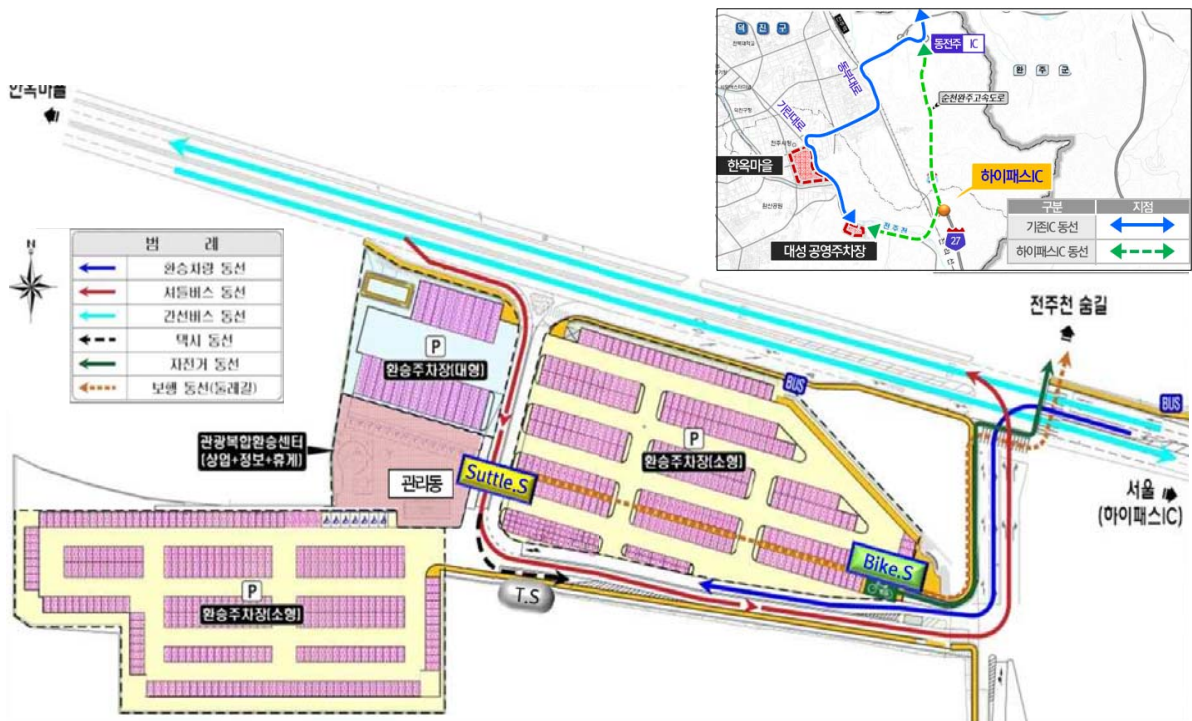 덕 진 구
동전주 IC
완 주 군
동부대로
기린대로
순천완주고속도로
한옥마을
하이패스IC
전 주 천
대성 공영주차장
27
구분 지점
기존IC 동선
하이패스IC 동선
한옥마을
N
범 례
환승차량 동선
셔틀버스 동선
간선버스 동선
택시 동선
자전거 동선
보행 동선(둘레길)
전주천 숨길
P
환승주차장[대형]
BUS
BUS
P
환승주차장[소형]
관광복합환승센터
(상업+정보+휴게)
관리동
Suttle.S
서울
(하이패스IC)
Bike.S
T.S
P
환승주차장[소형]